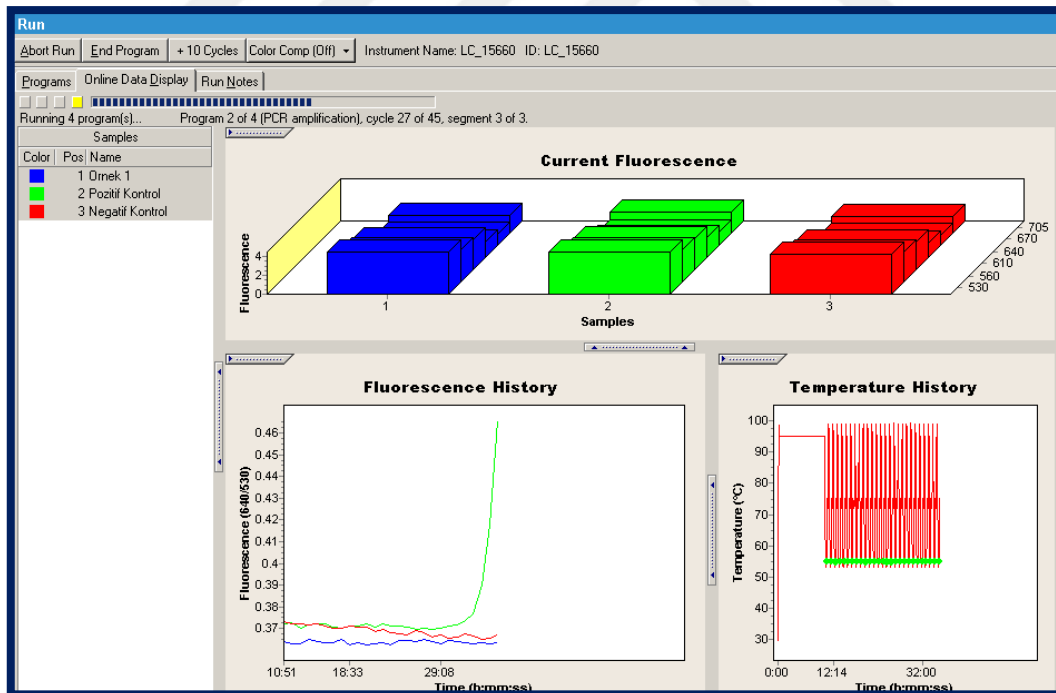 Run
Abort Run End Program + 10 Cycles Color Comp (Off) Instrument Name: LC_15660 ID: LC_15660
Programs Online Data Display Run Notes
Running 4 program(s)... Program 2 of 4 (PCR amplification), cycle 27 of 45, segment 3 of 3.
Samples
Color Pos Name
1 Ornek 1
2 Pozitif Kontrol
3 Negatif Kontrol
Current Fluorescence
Fluorescence
4
2
0
1 2 3
Samples
705
670
640
610
560
530
Fluorescence History
Fluorescence (640/530)
0.46
0.45
0.44
0.43
0.42
0.41
0.4
0.39
0.38
0.37
10:51 18:33 29:08
Time (h:mm:ss)
Temperature History
Temperature (°C)
100
90
80
70
60
50
40
30
0:00 12:14 32:00
Time (h:mm:ss)